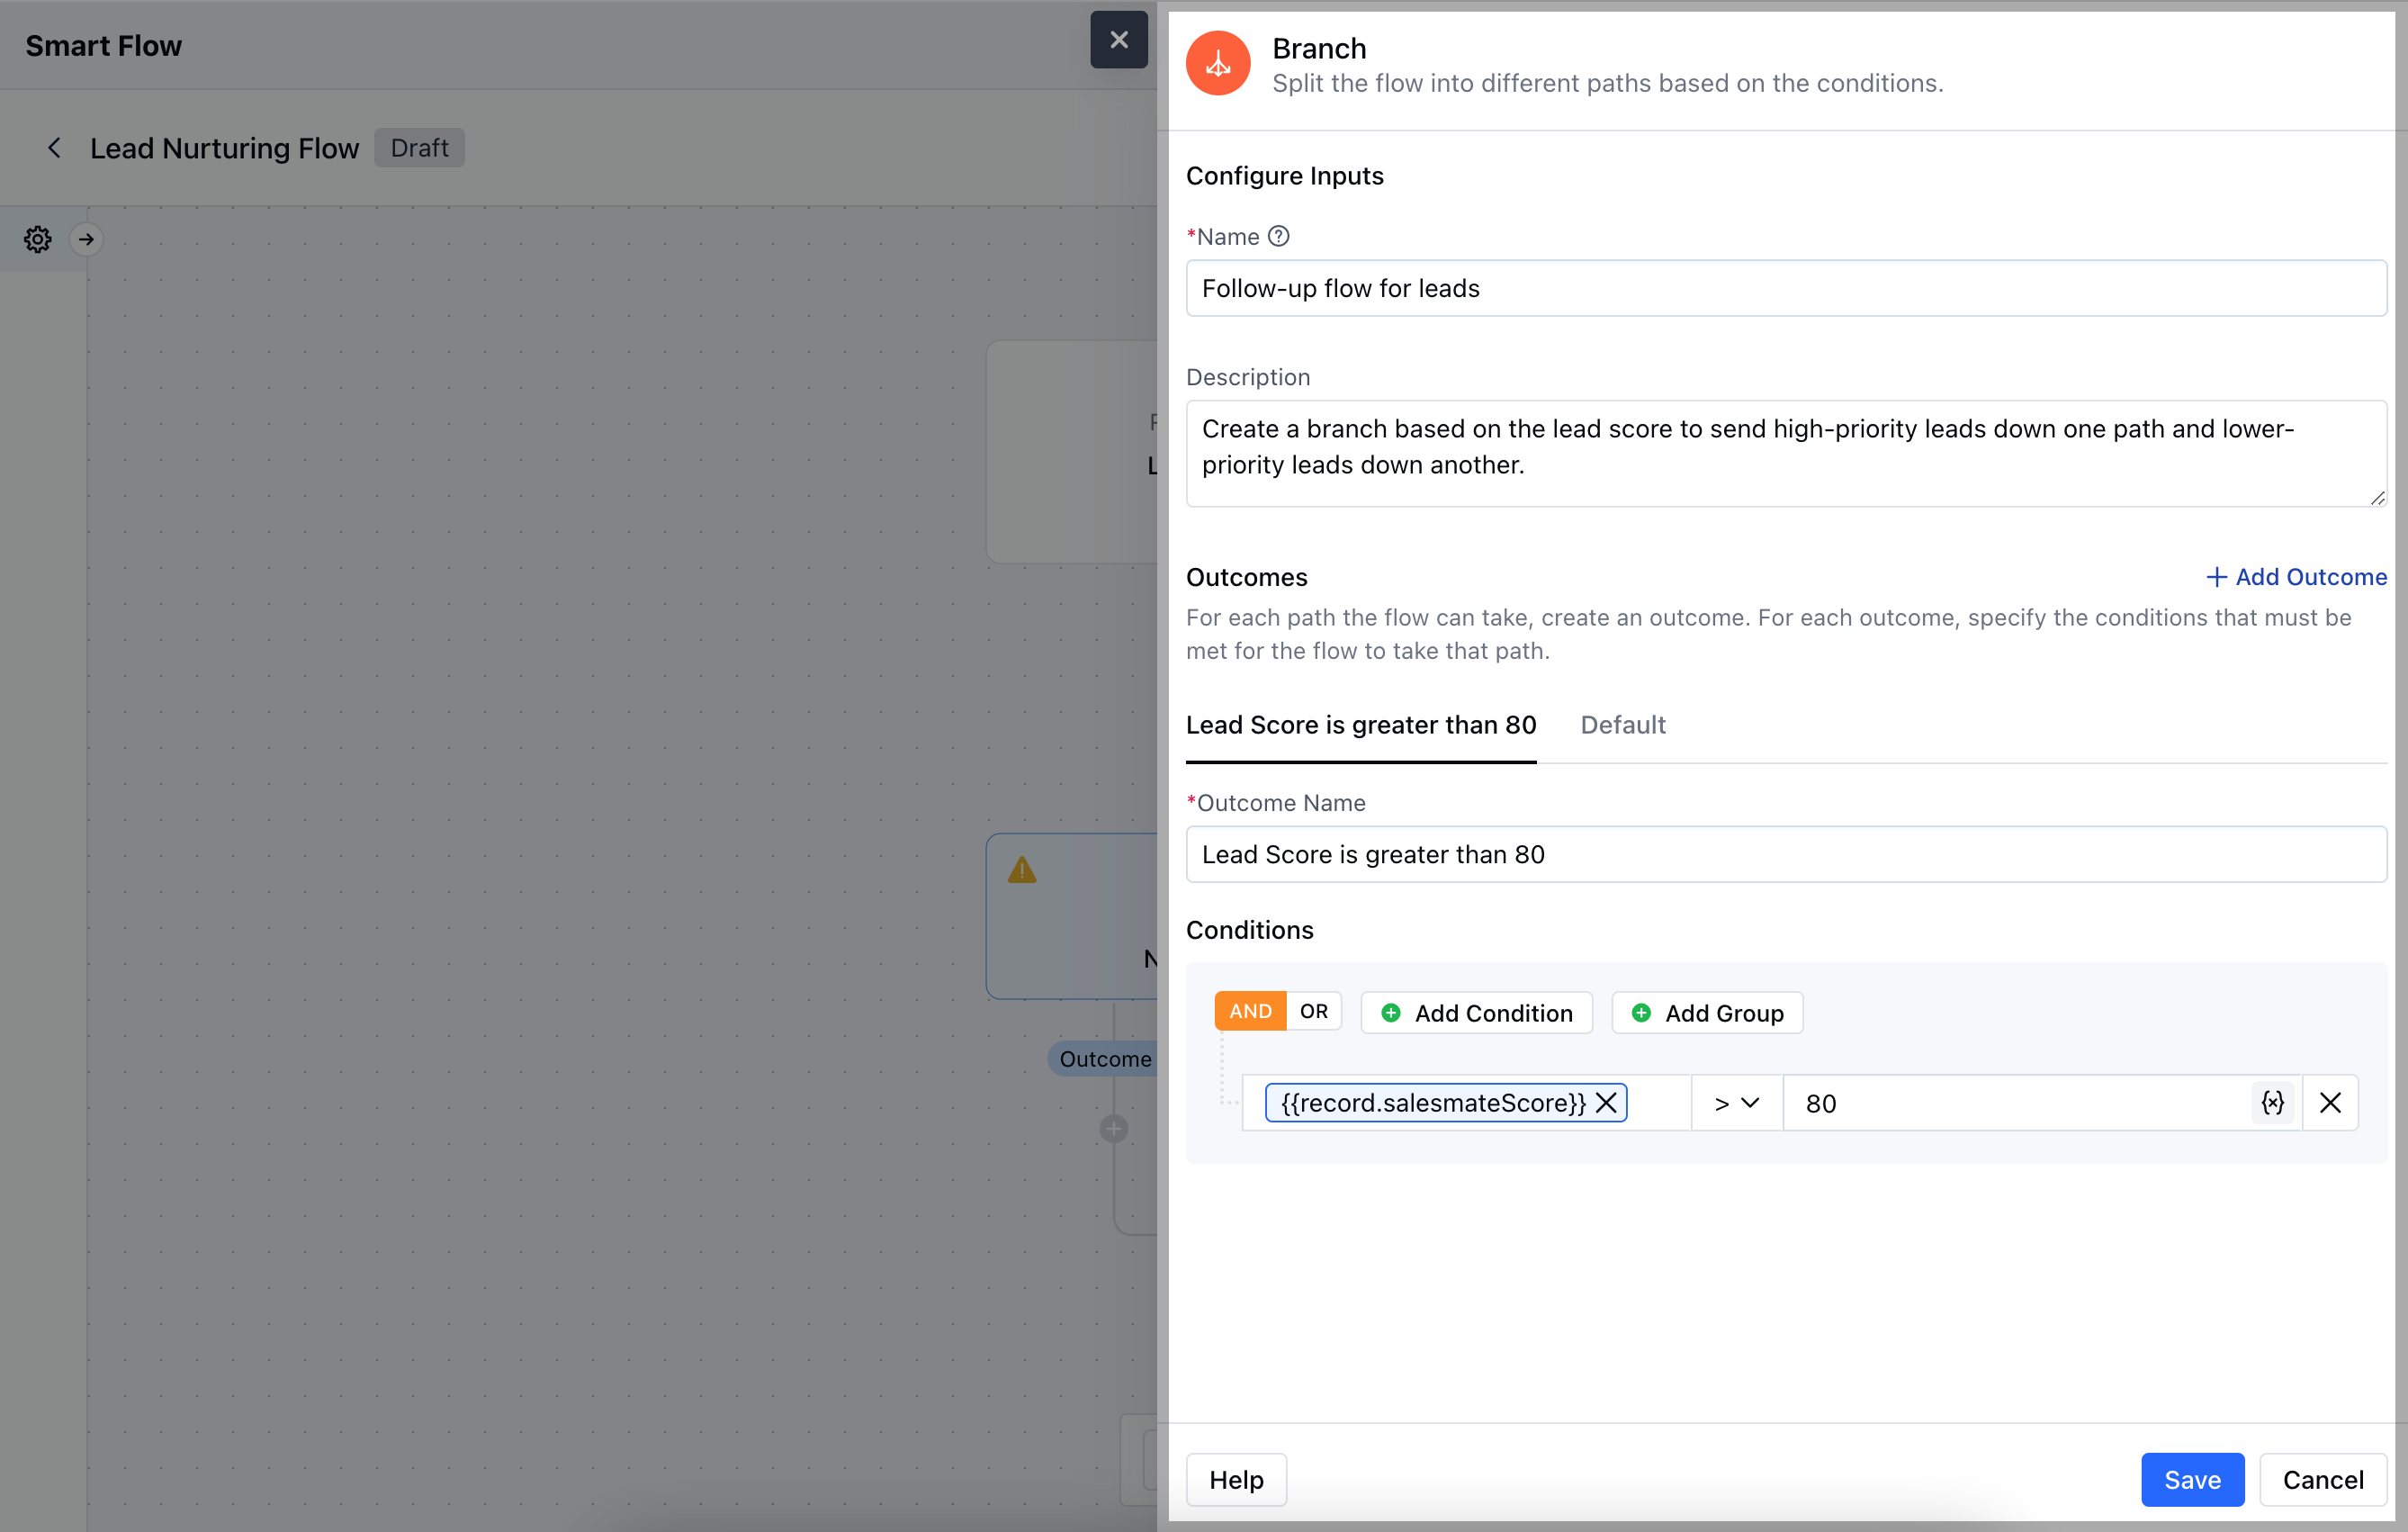 Smart Flow
Lead Nurturing Flow
Draft
Outcome
Branch
Split the flow into different paths based on the conditions.
Configure Inputs
*Name
Follow-up flow for leads
Description
Create a branch based on the lead score to send high-priority leads down one path and lower-
priority leads down another.
Outcomes
Add Outcome
For each path the flow can take, create an outcome. For each outcome, specify the conditions that must be
met for the flow to take that path.
Lead Score is greater than 80
Default
*Outcome Name
Lead Score is greater than 80
Conditions
AND
OR
Add Condition
Add Group
{{record.salesmateScore}}
>
80
{x}
Help
Save
Cancel